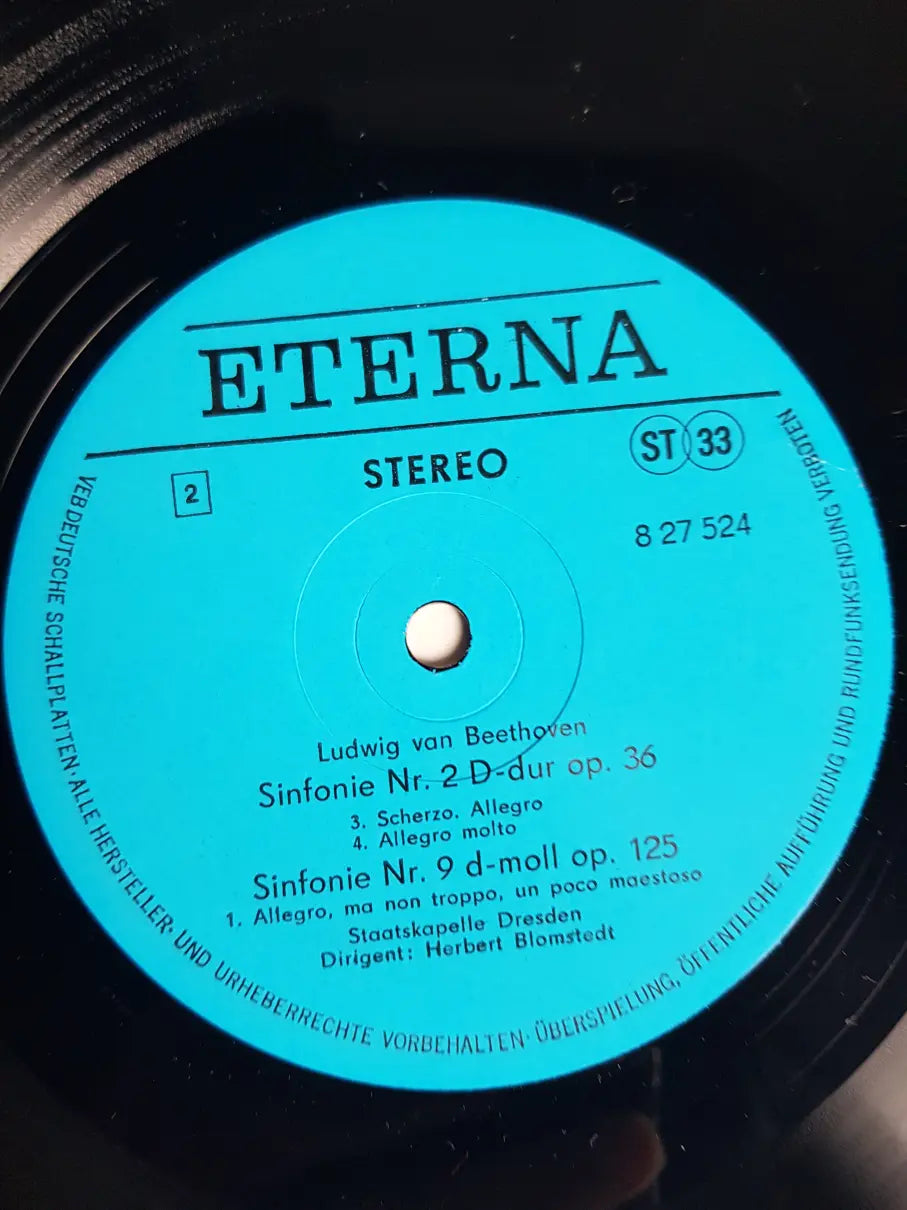 ETERNA
STEREO
ST 33
2
8 27 524
Ludwig van Beethoven
Sinfonie Nr. 2 D-dur op. 36
3. Scherzo. Allegro
4. Allegro molto
Sinfonie Nr. 9 d-moll op. 125
1. Allegro, ma non troppo, un poco maestoso
Staatskapelle Dresden
Dirigent: Herbert Blomstedt
VEB DEUTSCHE SCHALLPLATTEN · ALLE HERSTELLER- UND URHEBERRECHTE VORBEHALTEN · ÜBERSPIELUNG, ÖFFENTLICHE AUFFÜHRUNG UND RUNDFUNKSENDUNG VERBOTEN